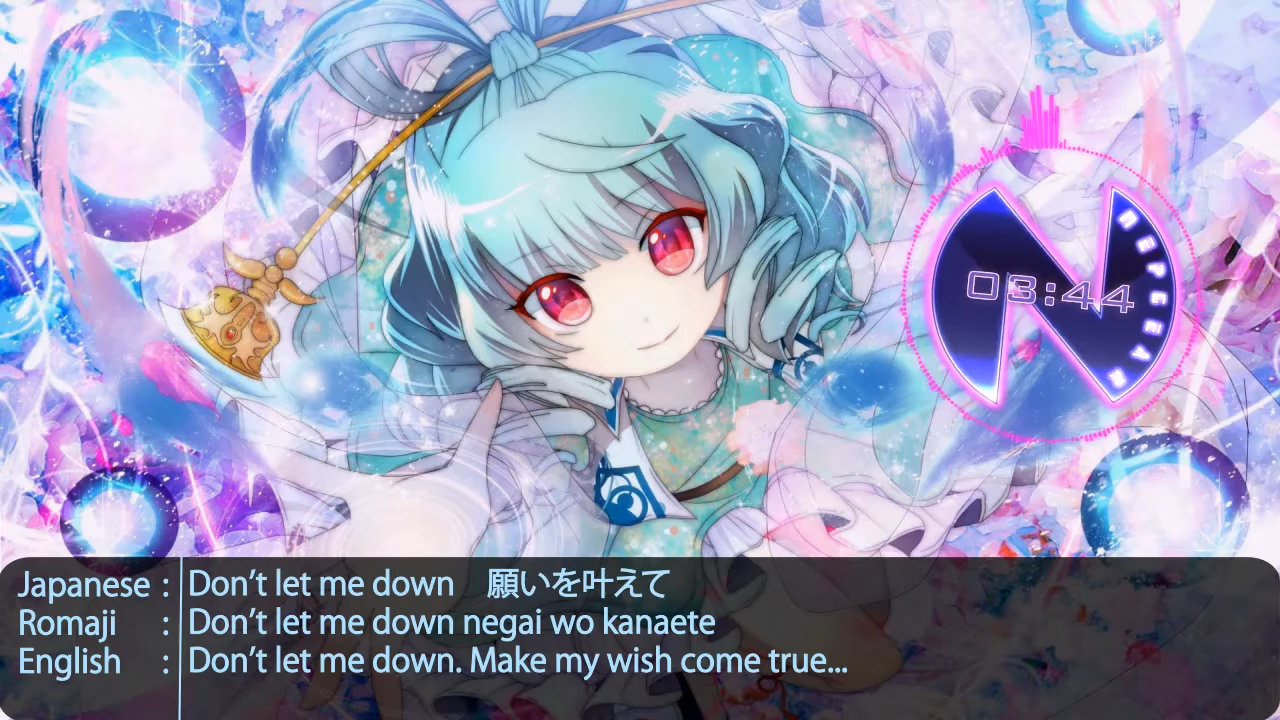 NEPEEAR
03:44
Japanese : Don't let me down 願いを叶えて
Romaji : Don't let me down negai wo kanaete
English : Don't let me down. Make my wish come true...